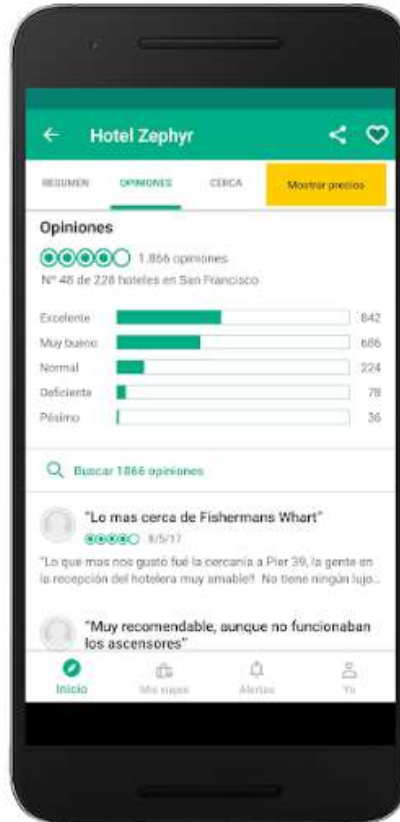 Hotel Zephyr
RESUMEN OPINIONES CERCA Mostrar precios
Opiniones
1.866 opiniones
Nº 48 de 228 hoteles en San Francisco
Excelente 842
Muy bueno 686
Normal 224
Deficiente 78
Pésimo 36
Buscar 1866 opiniones
"Lo mas cerca de Fishermans Whart"
8/5/17
"Lo que mas nos gustó fué la cercanía a Pier 39, la gente en
la recepción del hotelera muy amable!! No tiene ningún lujo...
"Muy recomendable, aunque no funcionaban
los ascensores"
Inicio Mis viajes Alertas Yo